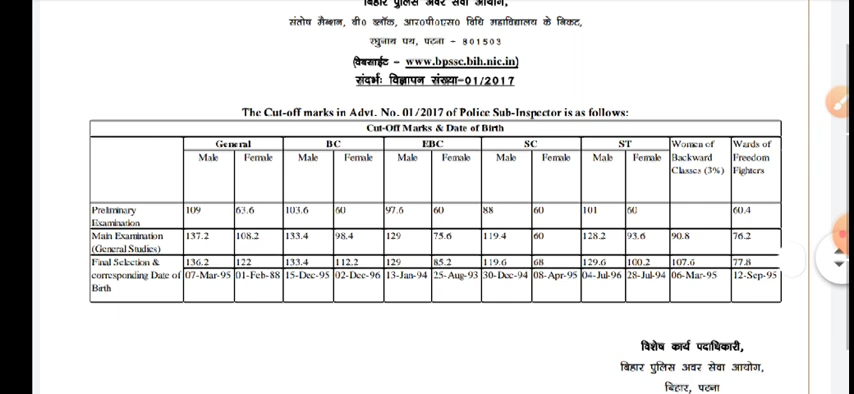 बिहार पुलिस अवर सेवा आयोग,
संतोष मैन्शन, बी० ब्लॉक, आर०पी०एस० विधि महाविद्यालय के निकट,
रघुनाथ पथ, पटना - 801503
(वेबसाईट - www.bpssc.bih.nic.in)
संदर्भः विज्ञापन संख्या-01/2017
The Cut-off marks in Advt. No. 01/2017 of Police Sub-Inspector is as follows:
Cut-Off Marks & Date of Birth
General BC EBC SC ST Women of Backward Classes (3%) Wards of Freedom Fighters
Male Female Male Female Male Female Male Female Male Female
Preliminary Examination 109 63.6 103.6 60 97.6 60 88 60 101 60 60.4
Main Examination (General Studies) 137.2 108.2 133.4 98.4 129 75.6 119.4 60 128.2 93.6 90.8 76.2
Final Selection & 136.2 122 133.4 112.2 129 85.2 119.6 68 129.6 100.2 107.6 77.8
corresponding Date of Birth 07-Mar-95 01-Feb-88 15-Dec-95 02-Dec-96 13-Jan-94 25-Aug-93 30-Dec-94 08-Apr-95 04-Jul-96 28-Jul-94 06-Mar-95 12-Sep-95
विशेष कार्य पदाधिकारी,
बिहार पुलिस अवर सेवा आयोग,
बिहार, पटना